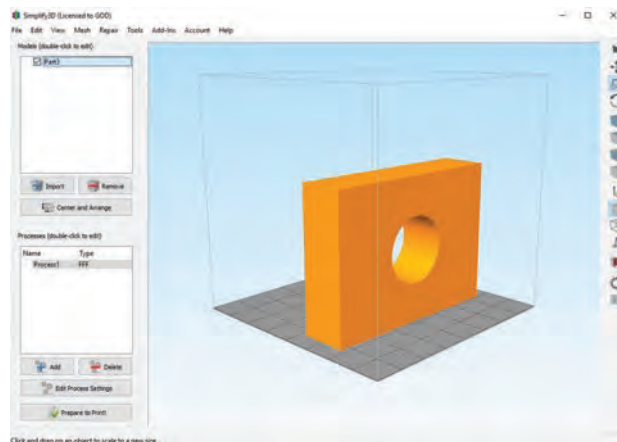 Simplify3D (Licensed to GOD)
File Edit View Mesh Repair Tools Add-Ins Account Help
Models (double-click to edit)
Part3
Import Remove
Center and Arrange
Processes (double-click to edit)
Name Type
Process1 FFF
Add Delete
Edit Process Settings
Prepare to Print!
Click and drag on an object to scale to a new size